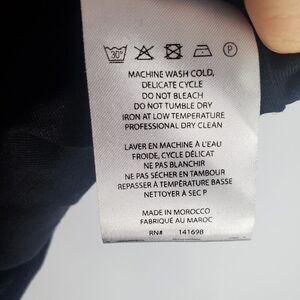 30°
P
MACHINE WASH COLD,
DELICATE CYCLE
DO NOT BLEACH
DO NOT TUMBLE DRY
IRON AT LOW TEMPERATURE
PROFESSIONAL DRY CLEAN
LAVER EN MACHINE À L'EAU
FROIDE, CYCLE DÉLICAT
NE PAS BLANCHIR
NE PAS SÉCHER EN TAMBOUR
REPASSER À TEMPÉRATURE BASSE
NETTOYER À SEC P
MADE IN MOROCCO
FABRIQUÉ AU MAROC
RN# 141698